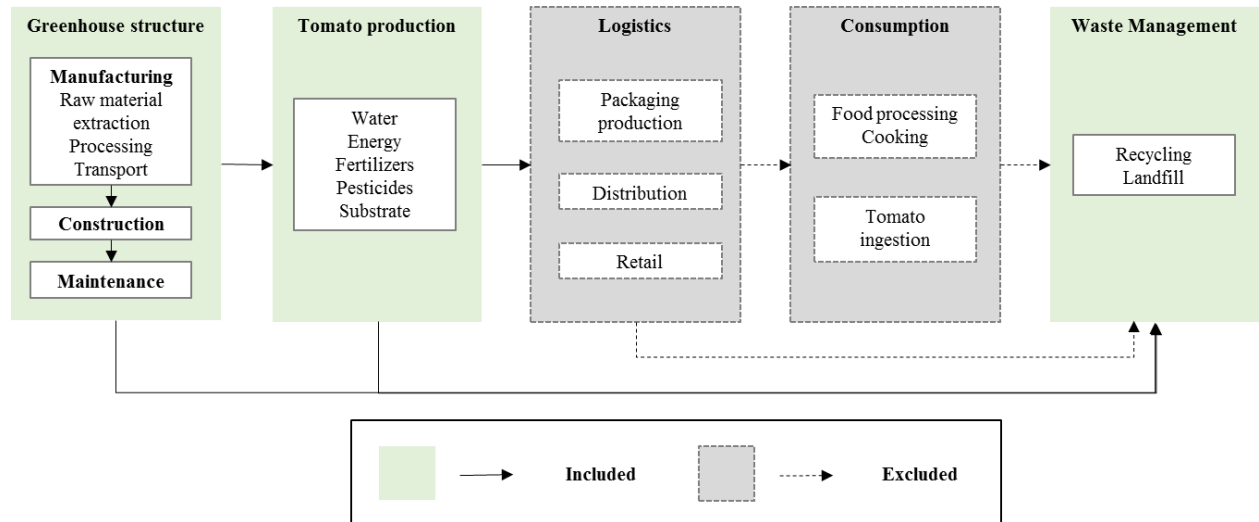 Greenhouse structure
Manufacturing
Raw material
extraction
Processing
Transport
Construction
Maintenance
Tomato production
Water
Energy
Fertilizers
Pesticides
Substrate
Logistics
Packaging
production
Distribution
Retail
Consumption
Food processing
Cooking
Tomato
ingestion
Waste Management
Recycling
Landfill
Included
Excluded